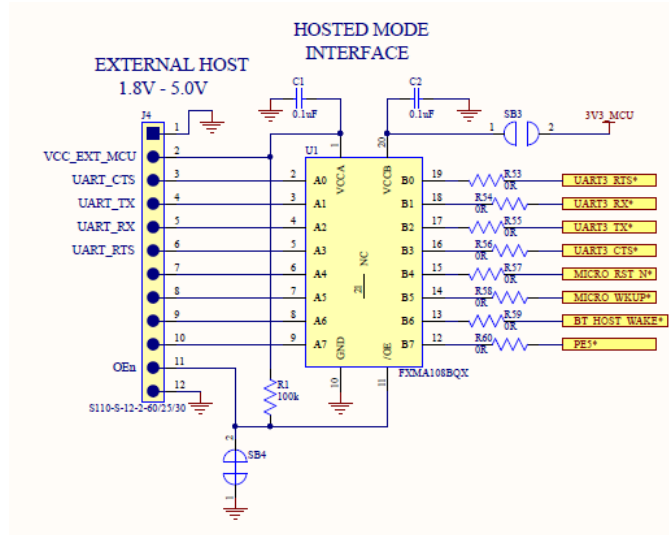 HOSTED MODE
INTERFACE
EXTERNAL HOST
1.8V - 5.0V
C1
0.1uF
C2
0.1uF
SB3
1
2
3V3_MCU
J4
1
VCC_EXT_MCU
2
UART_CTS
3
UART_TX
4
UART_RX
5
UART_RTS
6
7
8
9
10
OEn
11
12
S110-S-12-2-60/25/30
U1
1
20
VCCA
VCCB
2 A0
3 A1
4 A2
5 A3
6 A4
7 A5
8 A6
9 A7
NC
21
GND
/OE
10
11
B0 19
B1 18
B2 17
B3 16
B4 15
B5 14
B6 13
B7 12
FXMA108BQX
R53
0R
UART3_RTS*
R54
0R
UART3_RX*
R55
0R
UART3_TX*
R56
0R
UART3_CTS*
R57
0R
MICRO_RST_N*
R58
0R
MICRO_WKUP*
R59
0R
BT_HOST_WAKE*
R60
0R
PE5*
R1
100k
2
SB4
1